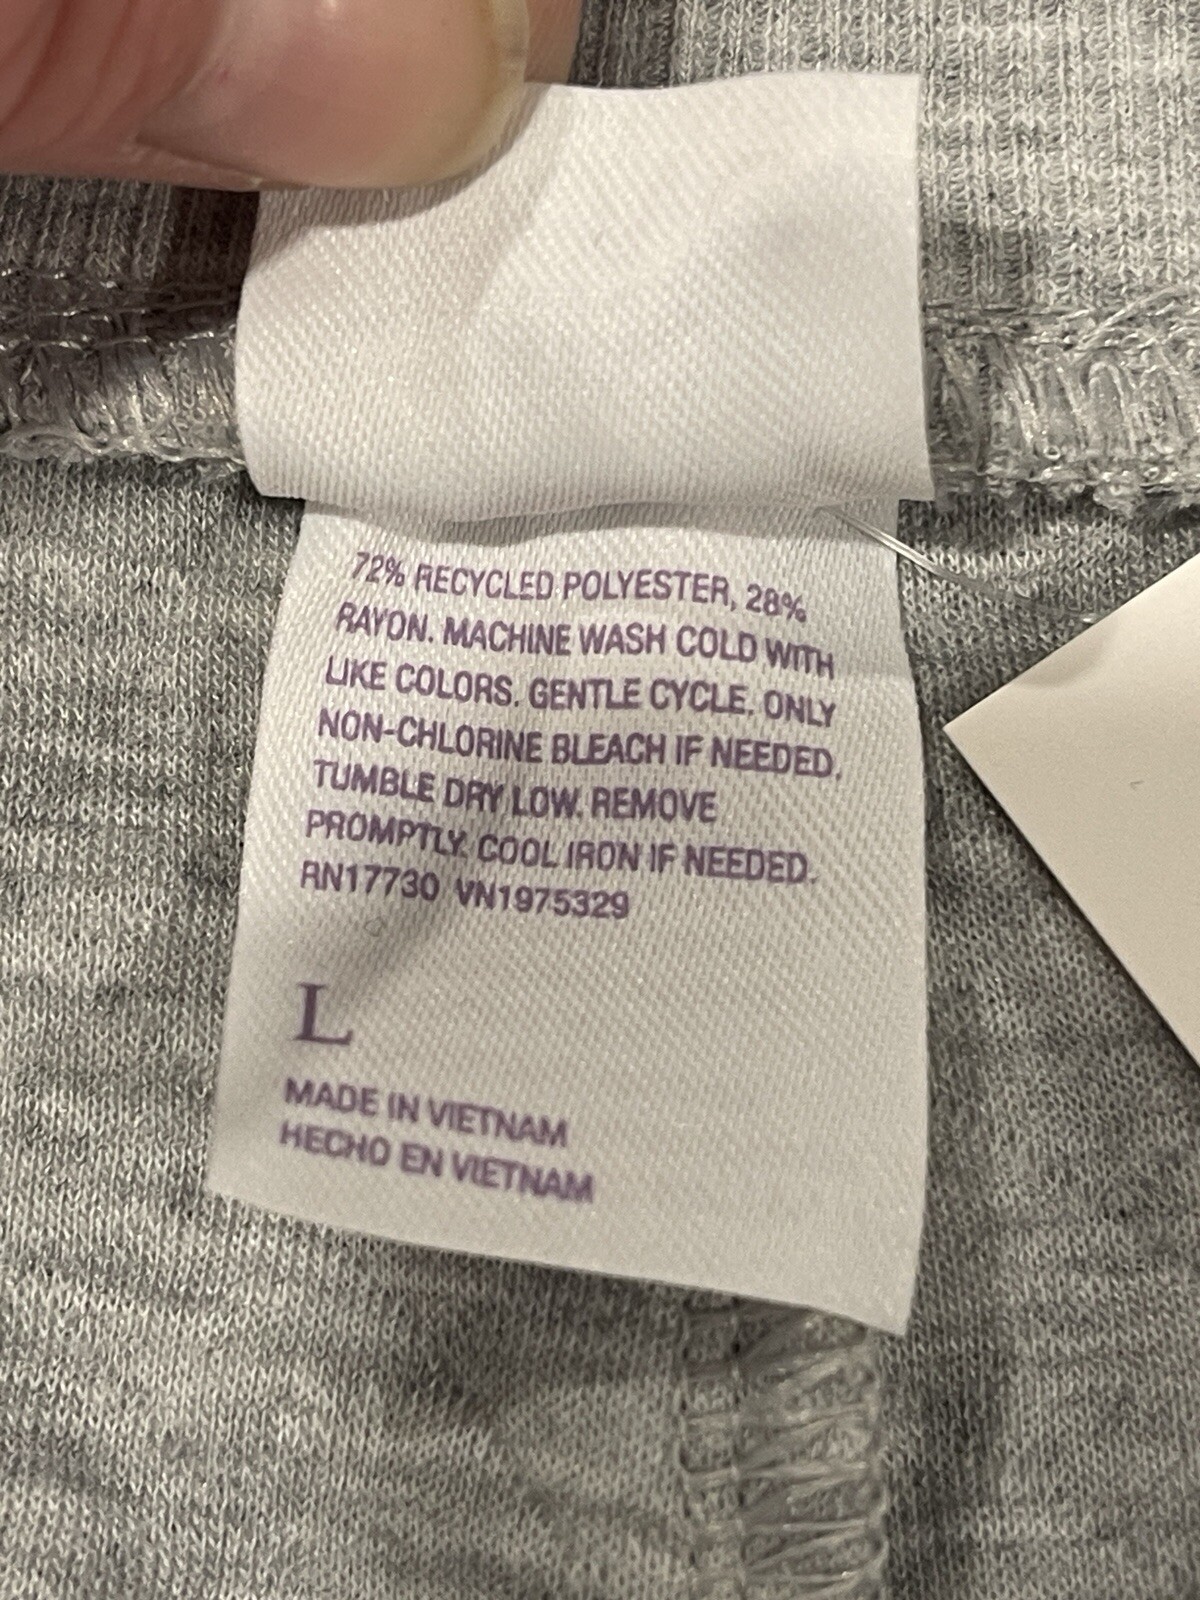 72% RECYCLED POLYESTER, 28%
RAYON. MACHINE WASH COLD WITH
LIKE COLORS. GENTLE CYCLE. ONLY
NON-CHLORINE BLEACH IF NEEDED.
TUMBLE DRY LOW. REMOVE
PROMPTLY. COOL IRON IF NEEDED.
RN17730 VN1975329
L
MADE IN VIETNAM
HECHO EN VIETNAM